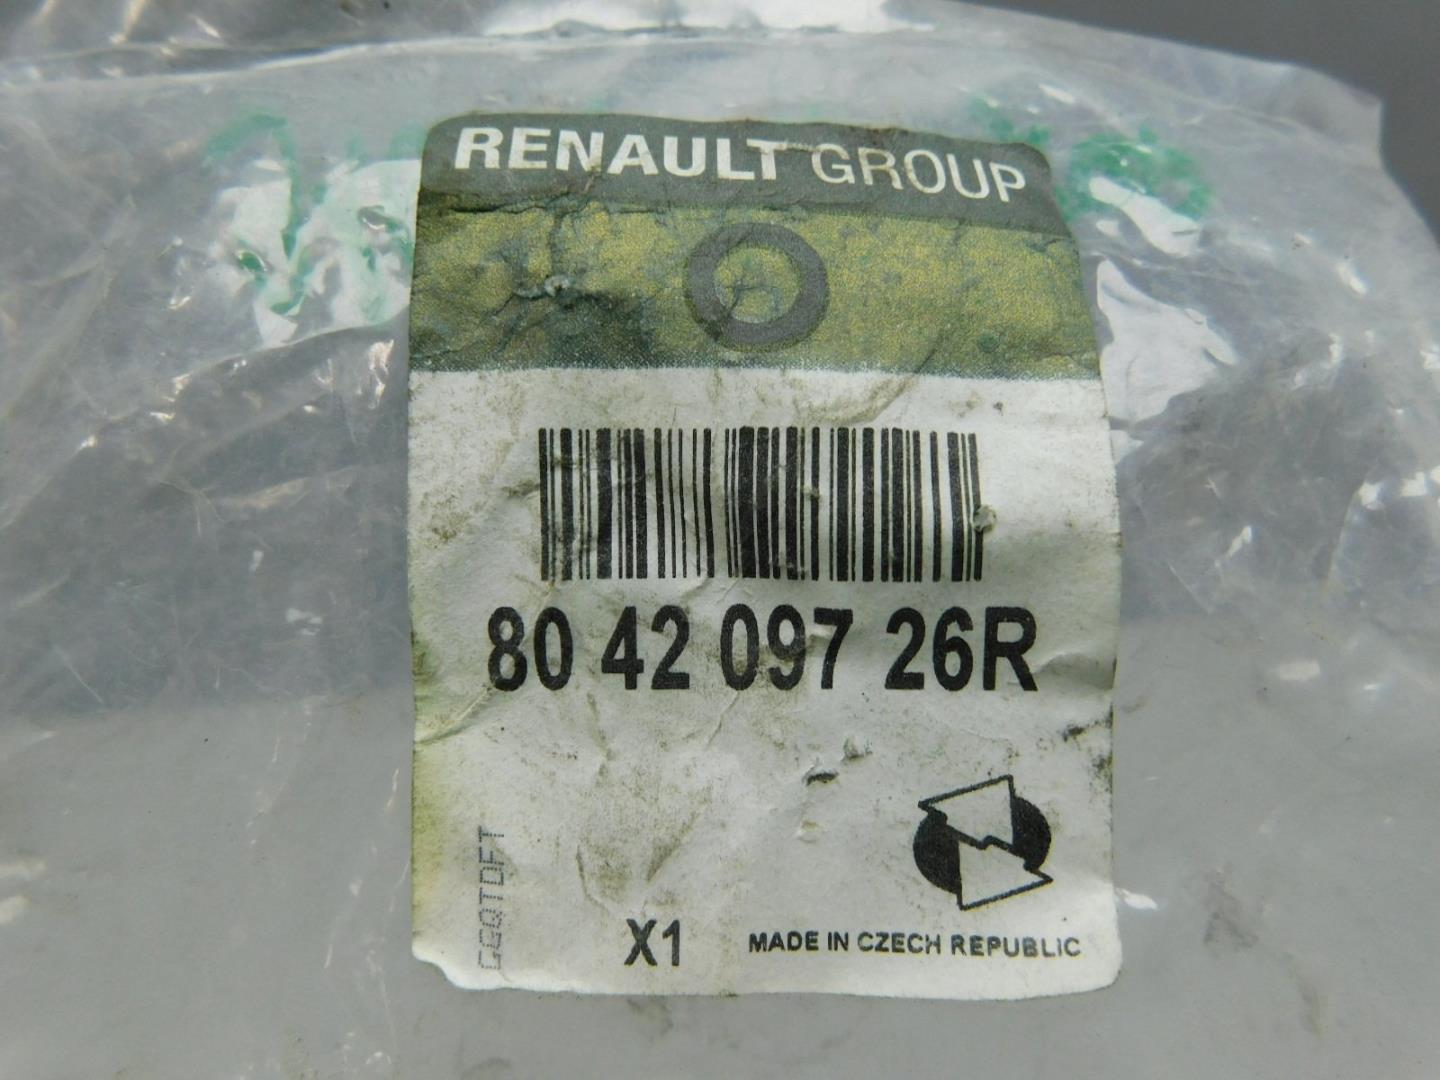 RENAULT GROUP
80 42 097 26R
X1
MADE IN CZECH REPUBLIC